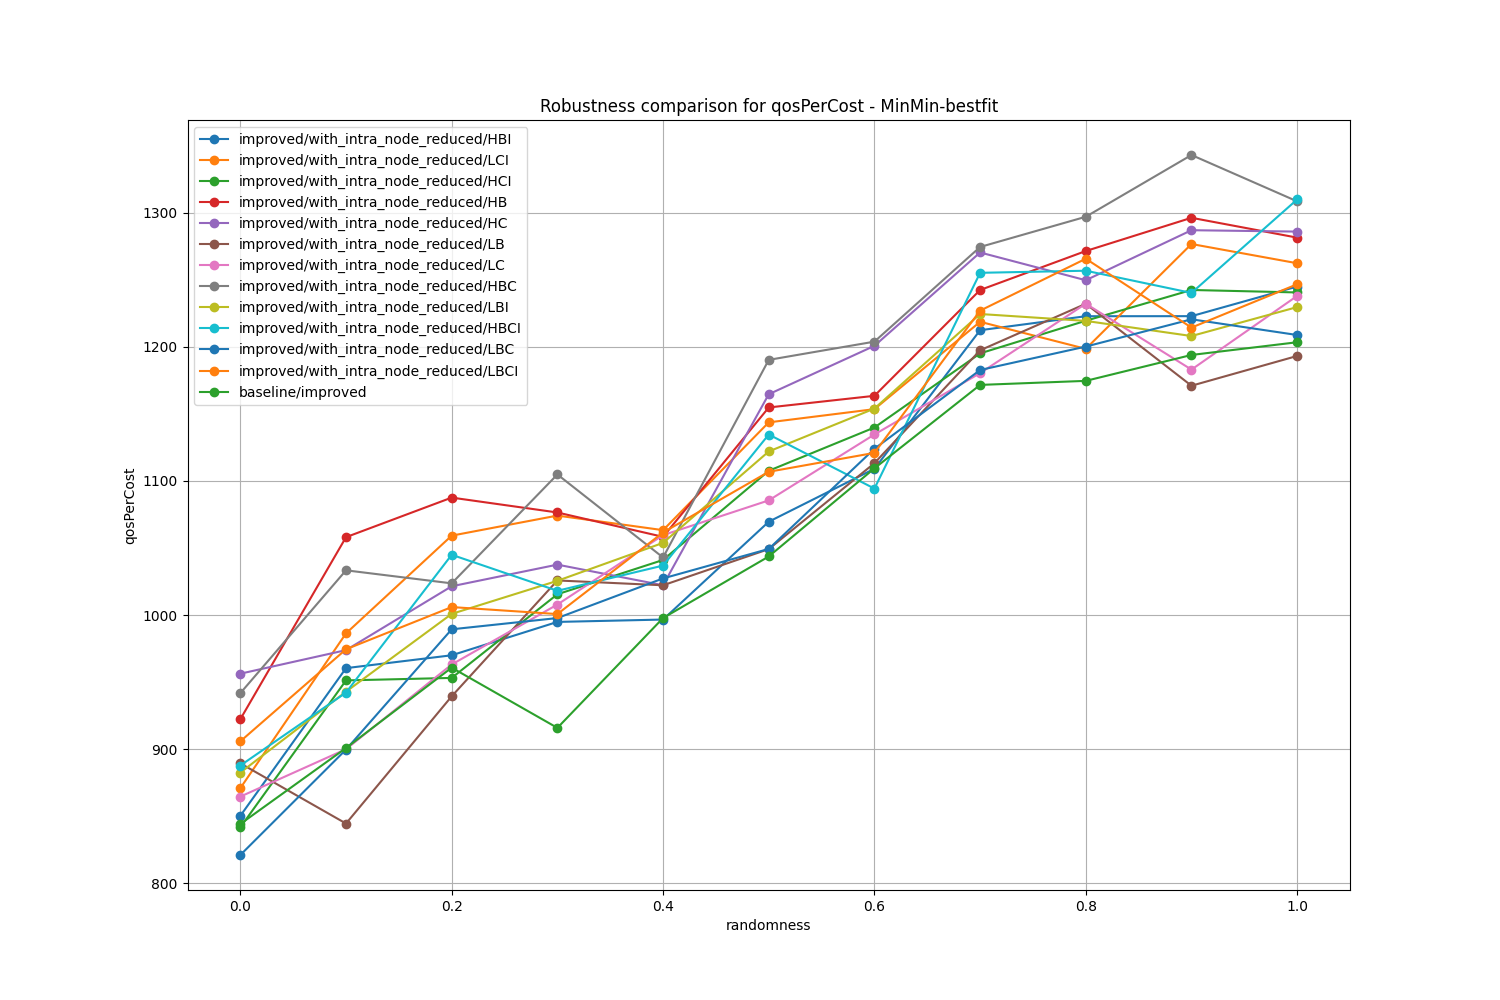 Robustness comparison for qosPerCost - MinMin-bestfit
improved/with_intra_node_reduced/HBI
improved/with_intra_node_reduced/LCI
improved/with_intra_node_reduced/HCI
improved/with_intra_node_reduced/HB
improved/with_intra_node_reduced/HC
improved/with_intra_node_reduced/LB
improved/with_intra_node_reduced/LC
improved/with_intra_node_reduced/HBC
improved/with_intra_node_reduced/LBI
improved/with_intra_node_reduced/HBCI
improved/with_intra_node_reduced/LBC
improved/with_intra_node_reduced/LBCI
baseline/improved
1300
1200
1100
1000
900
800
qosPerCost
0.0 0.2 0.4 0.6 0.8 1.0
randomness